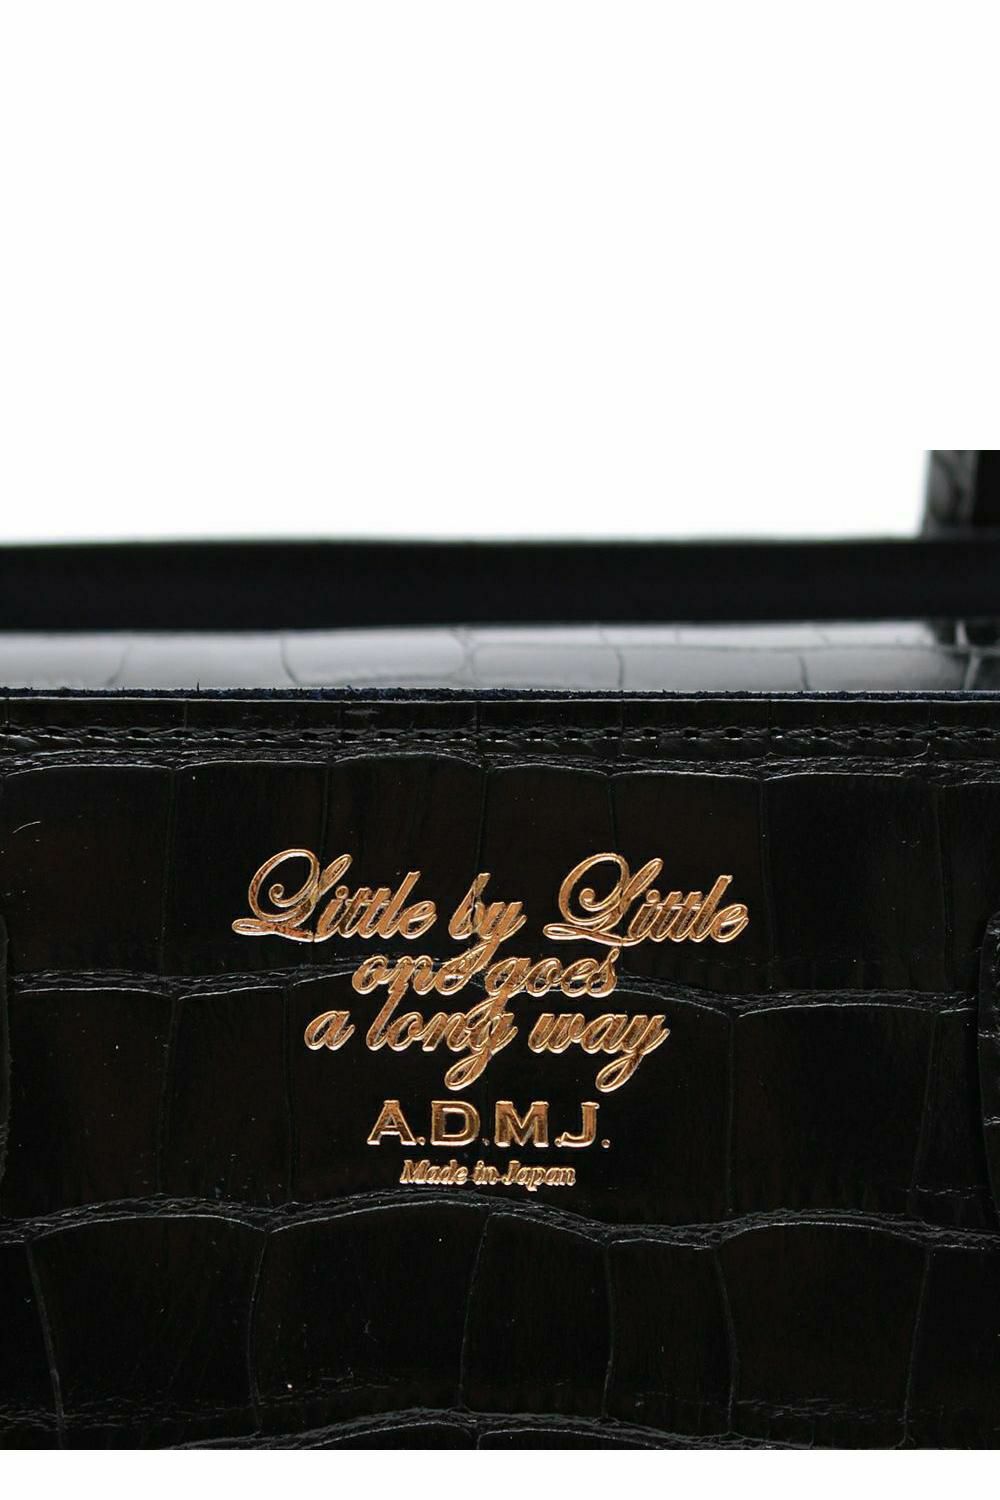 Little by Little
one goes
a long way
A.D.M.J.
Made in Japan